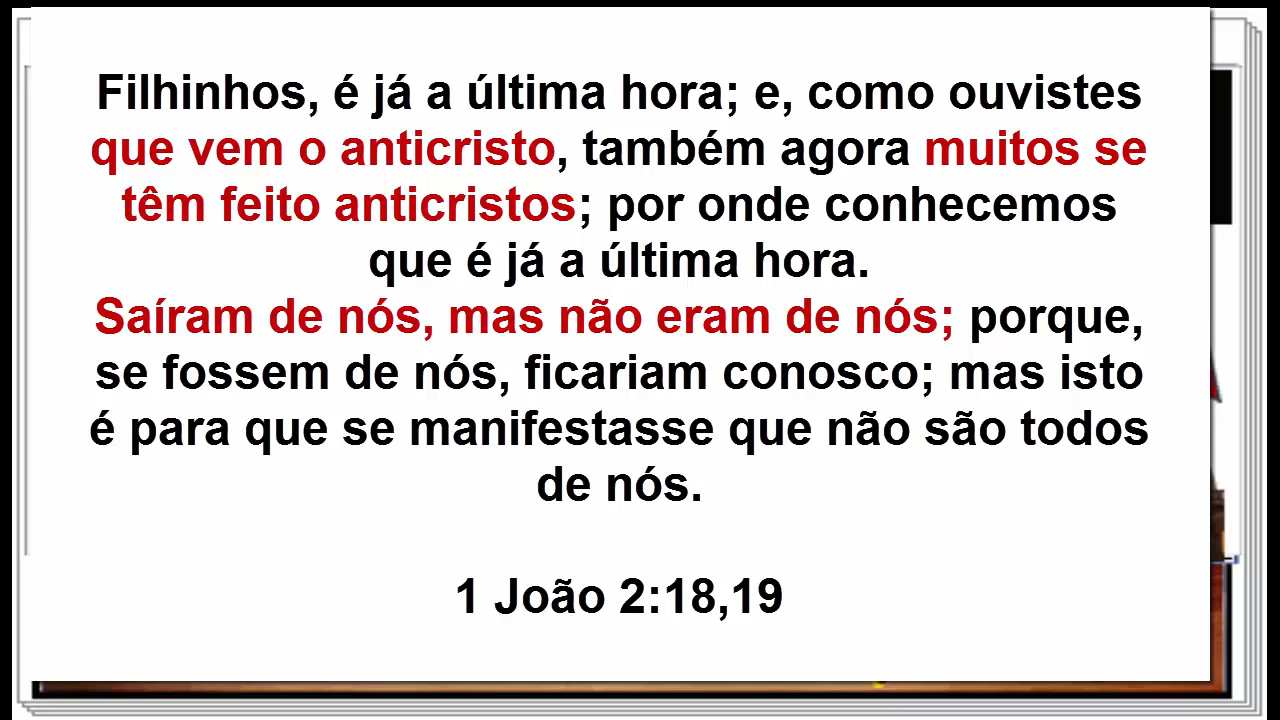 Filhinhos, é já a última hora; e, como ouvistes
que vem o anticristo, também agora muitos se
têm feito anticristos; por onde conhecemos
que é já a última hora.
Saíram de nós, mas não eram de nós; porque,
se fossem de nós, ficariam conosco; mas isto
é para que se manifestasse que não são todos
de nós.
1 João 2:18,19